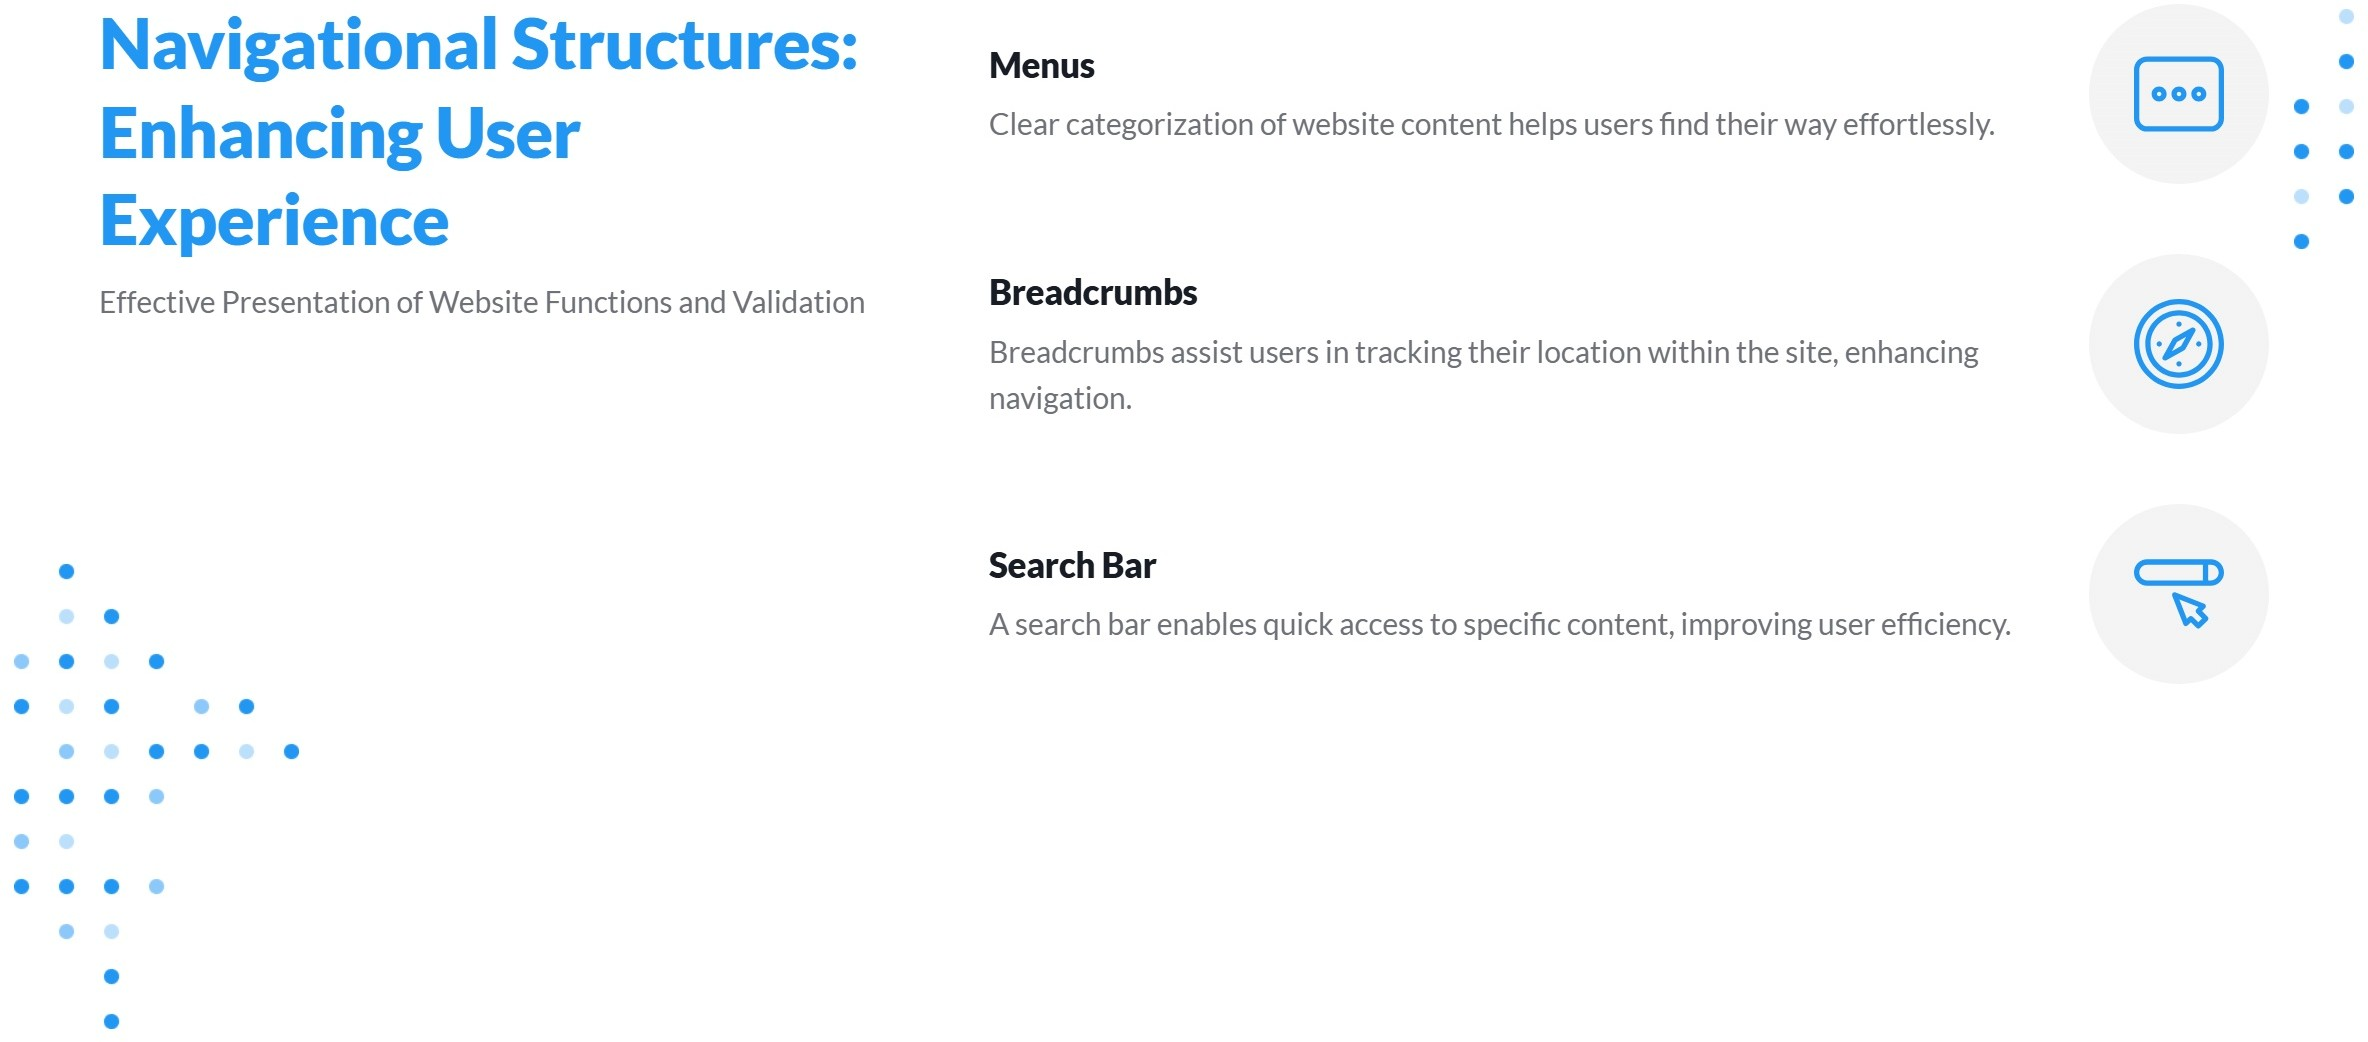 Navigational Structures:
Enhancing User
Experience
Effective Presentation of Website Functions and Validation
Menus
Clear categorization of website content helps users find their way effortlessly.
Breadcrumbs
Breadcrumbs assist users in tracking their location within the site, enhancing
navigation.
Search Bar
A search bar enables quick access to specific content, improving user efficiency.